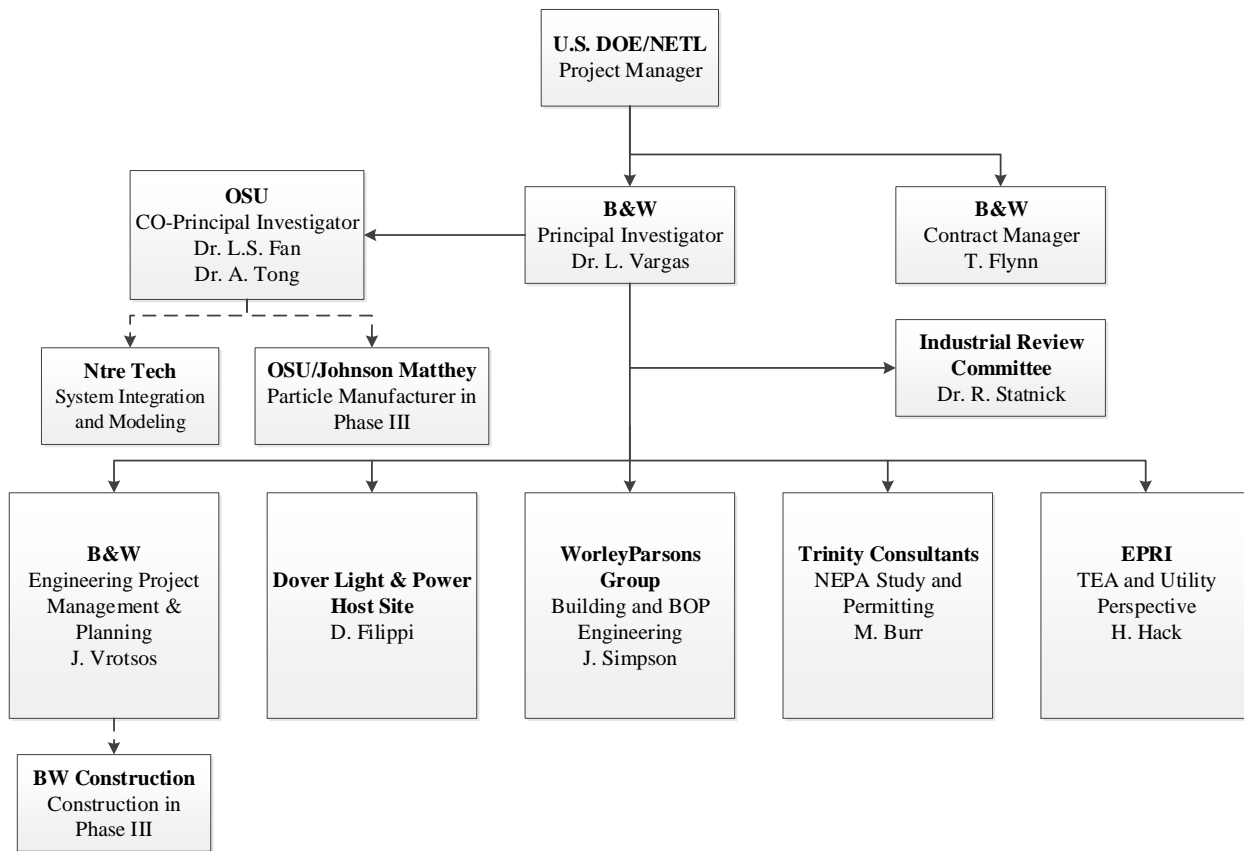 U.S. DOE/NETL
Project Manager
OSU
CO-Principal Investigator
Dr. L.S. Fan
Dr. A. Tong
B&W
Principal Investigator
Dr. L. Vargas
B&W
Contract Manager
T. Flynn
Ntre Tech
System Integration
and Modeling
OSU/Johnson Matthey
Particle Manufacturer in
Phase III
Industrial Review
Committee
Dr. R. Statnick
B&W
Engineering Project
Management &
Planning
J. Vrotsos
Dover Light & Power
Host Site
D. Filippi
WorleyParsons
Group
Building and BOP
Engineering
J. Simpson
Trinity Consultants
NEPA Study and
Permitting
M. Burr
EPRI
TEA and Utility
Perspective
H. Hack
BW Construction
Construction in
Phase III